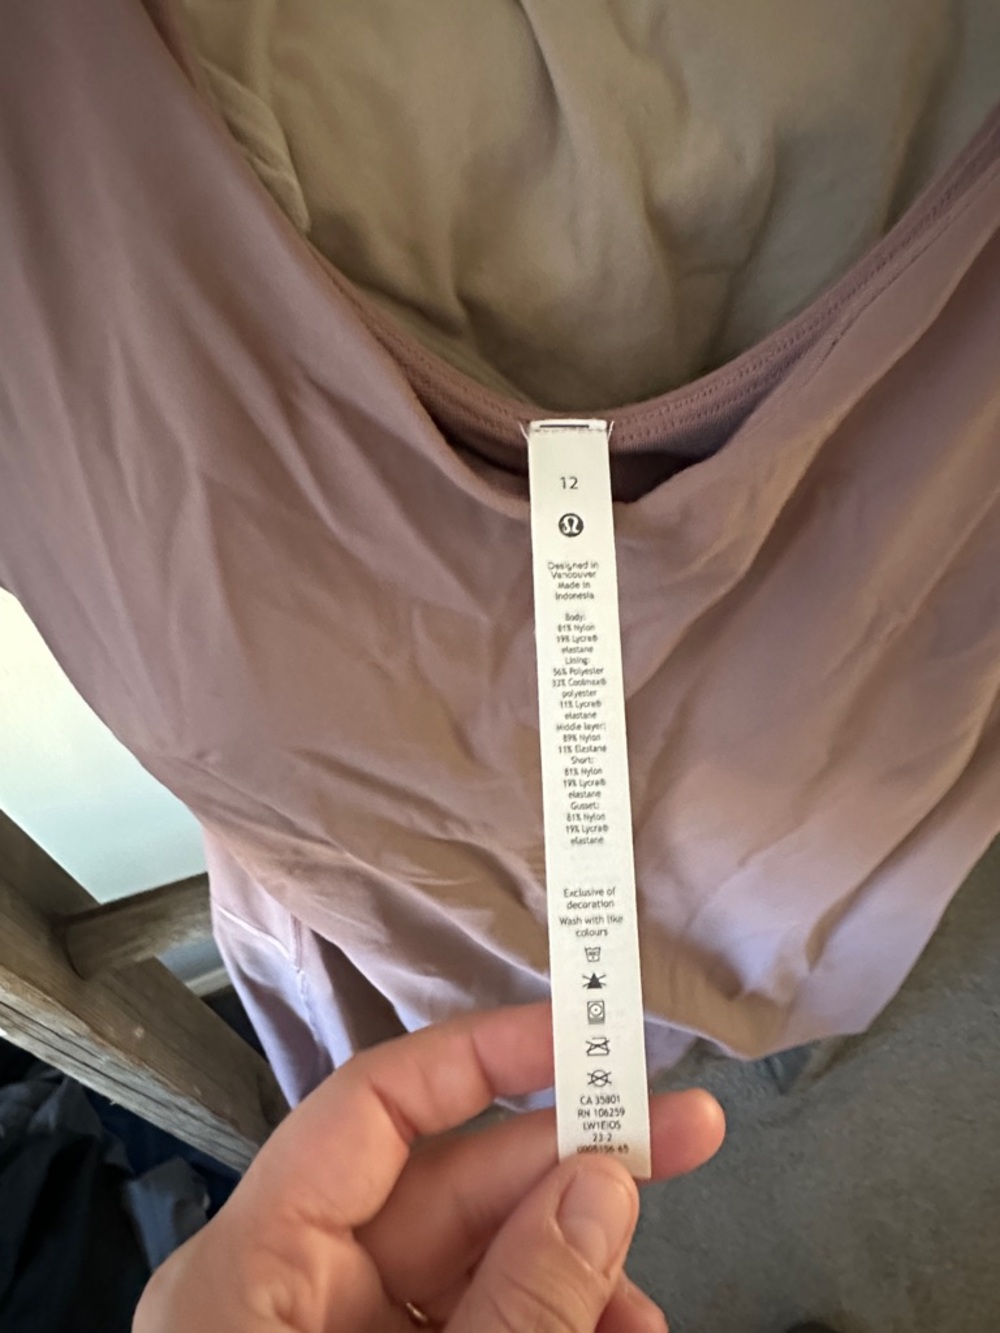 12
Designed in
Vancouver
Made in
Indonesia
Body:
81% Nylon
19% Lycra®
elastane
Lining:
56% Polyester
33% Coolmax®
polyester
11% Lycra®
elastane
Middle layer:
89% Nylon
11% Elastane
Short:
81% Nylon
19% Lycra®
elastane
Gusset:
81% Nylon
19% Lycra®
elastane
Exclusive of
decoration
Wash with like
colours
CA 35801
RN 106259
23 2